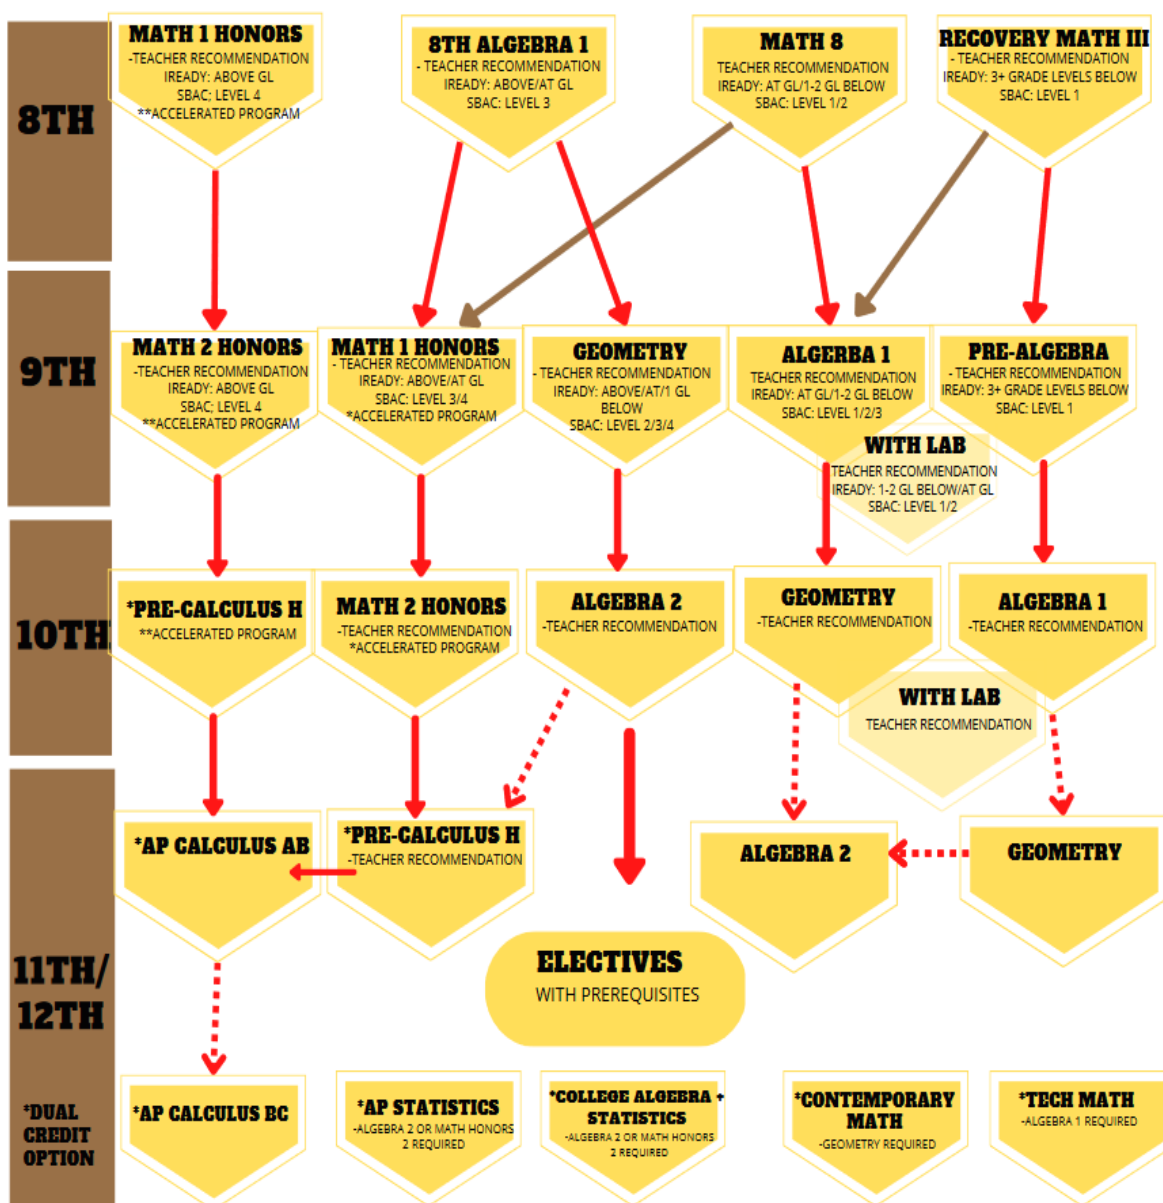 8TH
MATH 1 HONORS
-TEACHER RECOMMENDATION
IREADY: ABOVE GL
SBAC; LEVEL 4
**ACCELERATED PROGRAM
8TH ALGEBRA 1
- TEACHER RECOMMENDATION
IREADY: ABOVE/AT GL
SBAC: LEVEL 3
MATH 8
TEACHER RECOMMENDATION
IREADY: AT GL/1-2 GL BELOW
SBAC: LEVEL 1/2
RECOVERY MATH III
- TEACHER RECOMMENDATION
IREADY: 3+ GRADE LEVELS BELOW
SBAC: LEVEL 1
9TH
MATH 2 HONORS
-TEACHER RECOMMENDATION
IREADY: ABOVE GL
SBAC; LEVEL 4
**ACCELERATED PROGRAM
MATH 1 HONORS
- TEACHER RECOMMENDATION
IREADY: ABOVE/AT GL
SBAC: LEVEL 3/4
*ACCELERATED PROGRAM
GEOMETRY
- TEACHER RECOMMENDATION
IREADY: ABOVE/AT/1 GL
BELOW
SBAC: LEVEL 2/3/4
ALGERBA 1
TEACHER RECOMMENDATION
IREADY: AT GL/1-2 GL BELOW
SBAC: LEVEL 1/2/3
WITH LAB
TEACHER RECOMMENDATION
IREADY: 1-2 GL BELOW/AT GL
SBAC: LEVEL 1/2
PRE-ALGEBRA
- TEACHER RECOMMENDATION
IREADY: 3+ GRADE LEVELS BELOW
SBAC: LEVEL 1
10TH
*PRE-CALCULUS H
**ACCELERATED PROGRAM
MATH 2 HONORS
-TEACHER RECOMMENDATION
*ACCELERATED PROGRAM
ALGEBRA 2
-TEACHER RECOMMENDATION
GEOMETRY
-TEACHER RECOMMENDATION
ALGEBRA 1
-TEACHER RECOMMENDATION
WITH LAB
TEACHER RECOMMENDATION
11TH/
12TH
*AP CALCULUS AB
*PRE-CALCULUS H
-TEACHER RECOMMENDATION
ALGEBRA 2
GEOMETRY
ELECTIVES
WITH PREREQUISITES
*DUAL
CREDIT
OPTION
*AP CALCULUS BC
*AP STATISTICS
-ALGEBRA 2 OR MATH HONORS
2 REQUIRED
*COLLEGE ALGEBRA +
STATISTICS
-ALGEBRA 2 OR MATH HONORS
2 REQUIRED
*CONTEMPORARY
MATH
-GEOMETRY REQUIRED
*TECH MATH
-ALGEBRA 1 REQUIRED